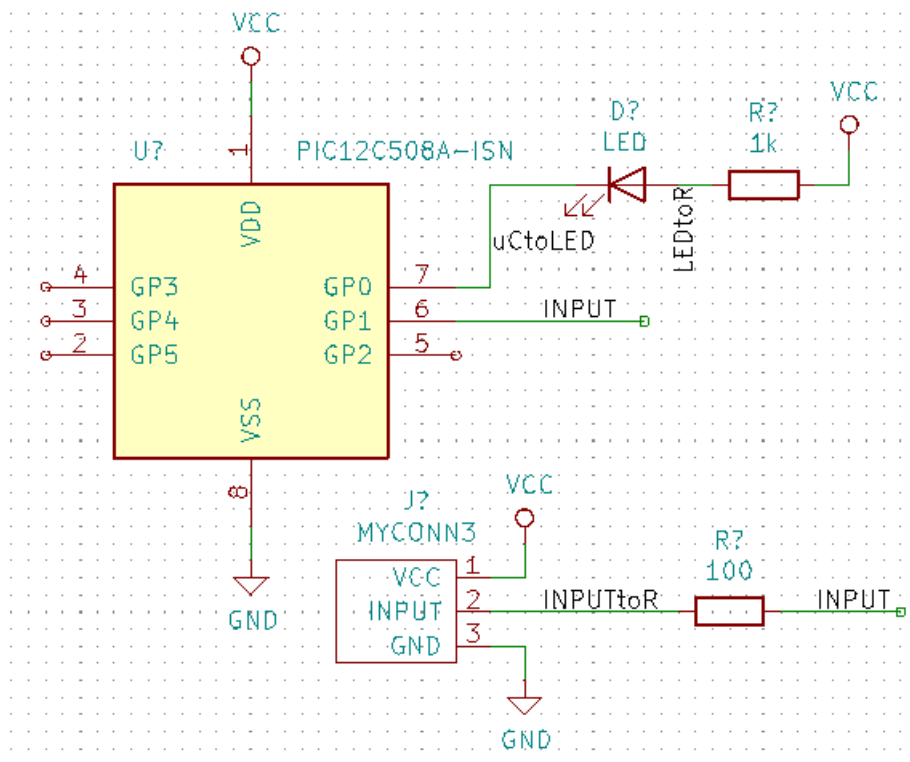 VCC
U?
1
PIC12C508A-ISN
D?
LED
R?
1k
VCC
VDD
uCtoLED
LEDtoR
4
GP3
GP0
7
3
GP4
GP1
6
INPUT
2
GP5
GP2
5
VSS
8
GND
J?
MYCONN3
VCC
VCC
1
INPUT
2
INPUTtoR
GND
3
GND
R?
100
INPUT